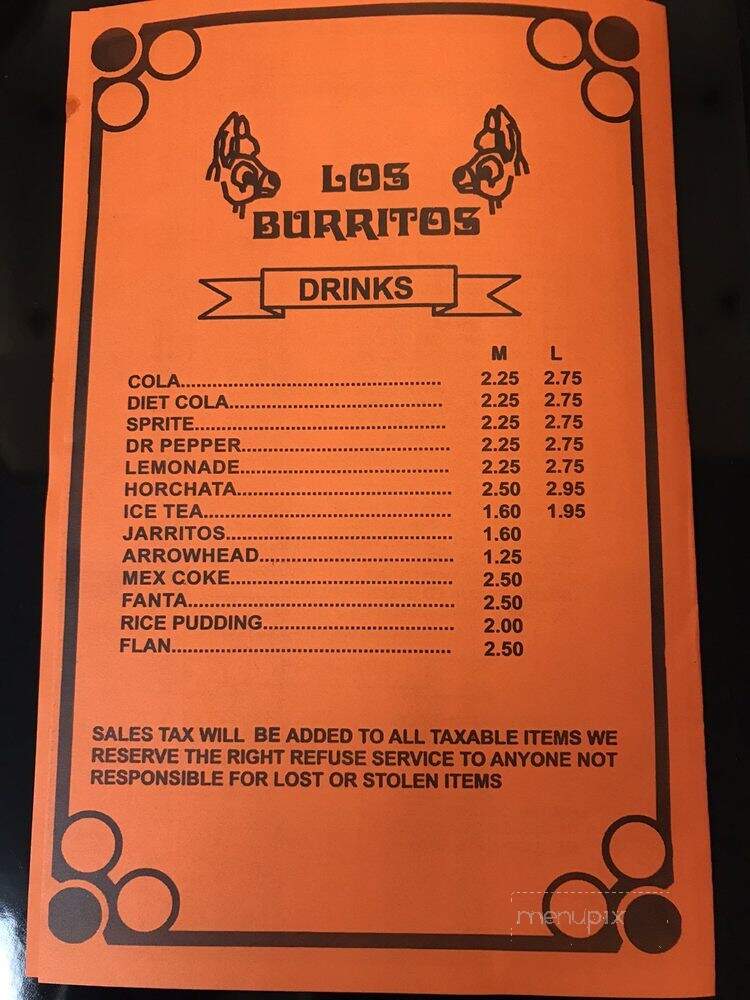 LOS
BURRITOS
DRINKS
M L
COLA................................................. 2.25 2.75
DIET COLA........................................ 2.25 2.75
SPRITE............................................... 2.25 2.75
DR PEPPER....................................... 2.25 2.75
LEMONADE........................................ 2.25 2.75
HORCHATA......................................... 2.50 2.95
ICE TEA............................................... 1.60 1.95
JARRITOS........................................... 1.60
ARROWHEAD..................................... 1.25
MEX COKE.......................................... 2.50
FANTA................................................... 2.50
RICE PUDDING.................................... 2.00
FLAN..................................................... 2.50
SALES TAX WILL BE ADDED TO ALL TAXABLE ITEMS WE
RESERVE THE RIGHT REFUSE SERVICE TO ANYONE NOT
RESPONSIBLE FOR LOST OR STOLEN ITEMS
menupix